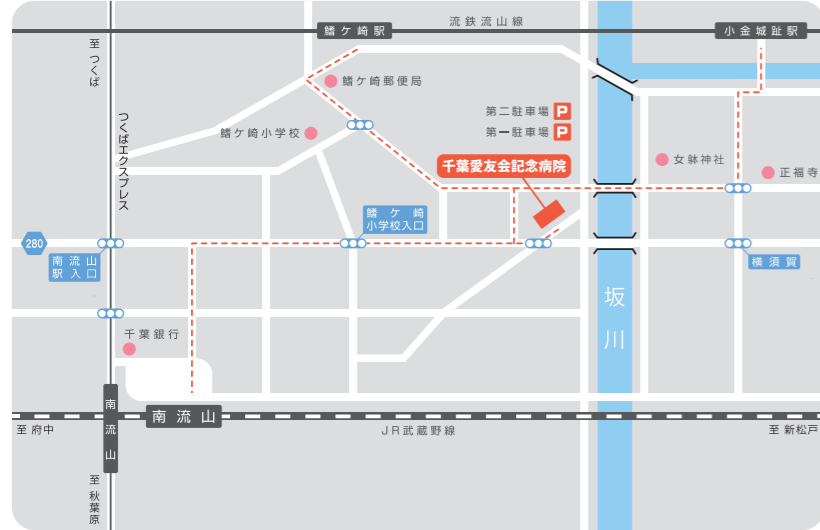 流鉄流山線
鰭ケ崎駅
小金城趾駅
至つくば
鰭ケ崎郵便局
第二駐車場 P
第一駐車場 P
つくばエクスプレス
鰭ケ崎小学校
千葉愛友会記念病院
女躰神社
正福寺
鰭ケ崎
小学校入口
280
南流山
駅入口
横須賀
坂川
千葉銀行
南流山
南流山
至府中
JR武蔵野線
至新松戸
至秋葉原